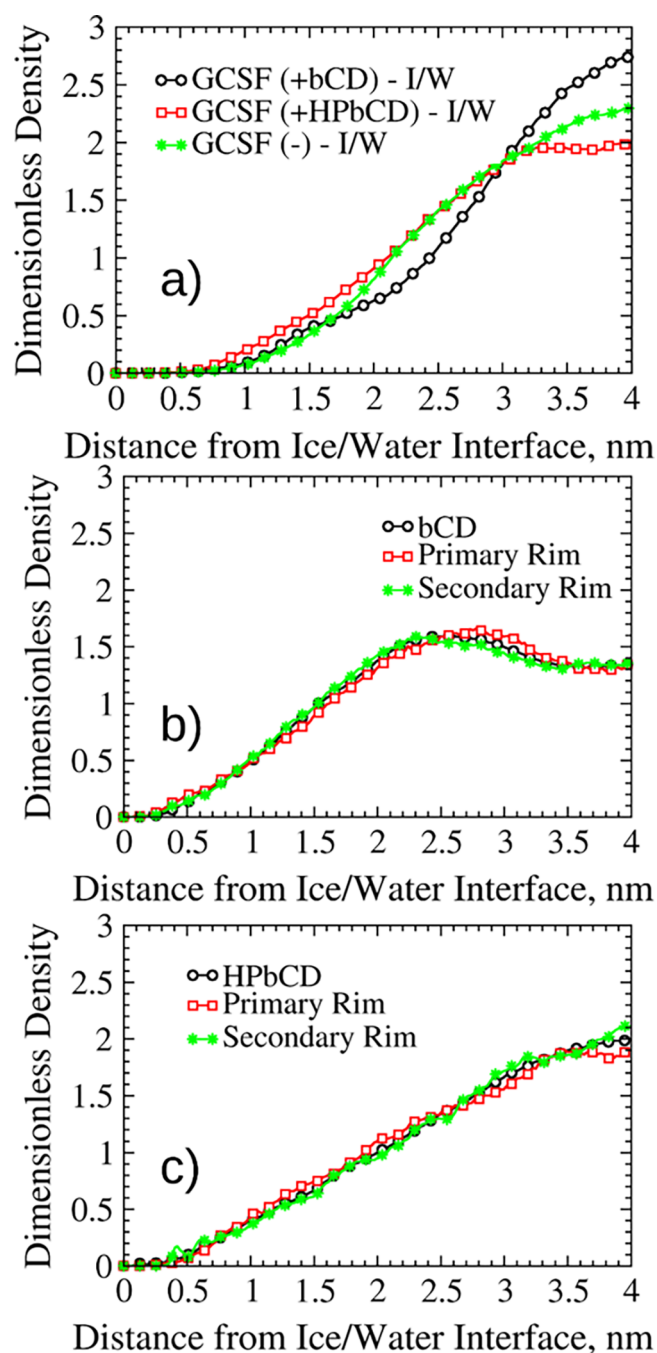 3
2.5
2
1.5
1
0.5
0
Dimensionless Density
GCSF (+bCD) - I/W
GCSF (+HPbCD) - I/W
GCSF (-) - I/W
a)
0 0.5 1 1.5 2 2.5 3 3.5 4
Distance from Ice/Water Interface, nm
3
2.5
2
1.5
1
0.5
0
Dimensionless Density
bCD
Primary Rim
Secondary Rim
b)
0 0.5 1 1.5 2 2.5 3 3.5 4
Distance from Ice/Water Interface, nm
3
2.5
2
1.5
1
0.5
0
Dimensionless Density
HPbCD
Primary Rim
Secondary Rim
c)
0 0.5 1 1.5 2 2.5 3 3.5 4
Distance from Ice/Water Interface, nm